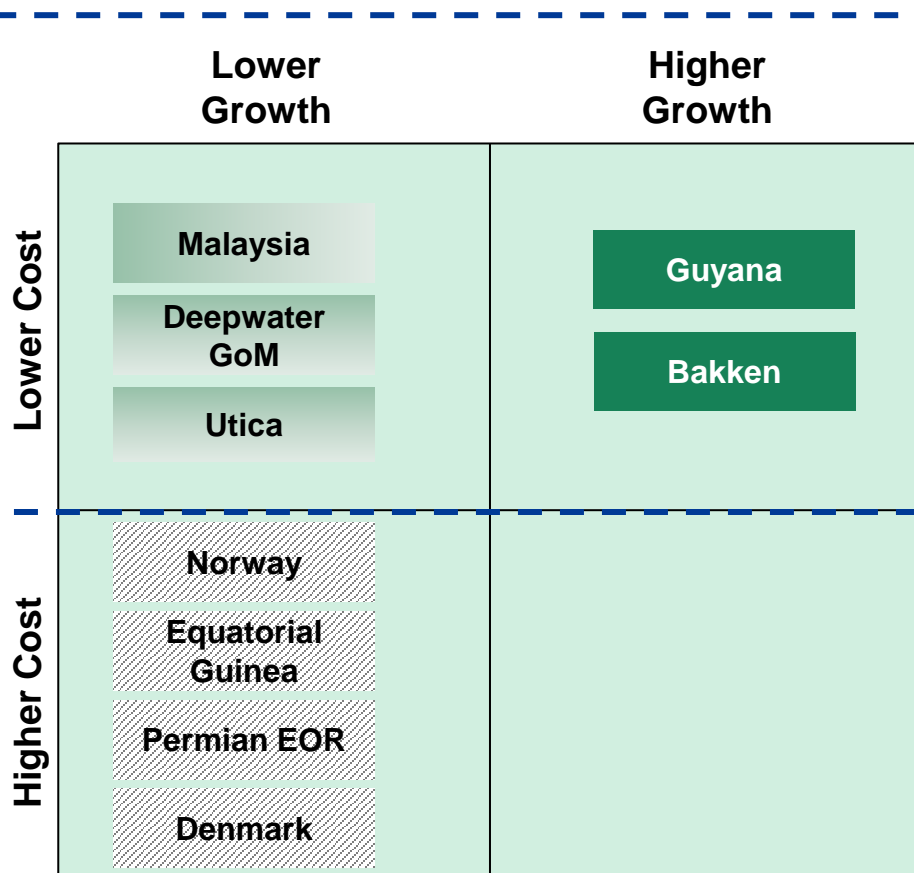 Lower
Growth
Higher
Growth
Lower Cost
Malaysia
Deepwater
GoM
Utica
Guyana
Bakken
Higher Cost
Norway
Equatorial
Guinea
Permian EOR
Denmark